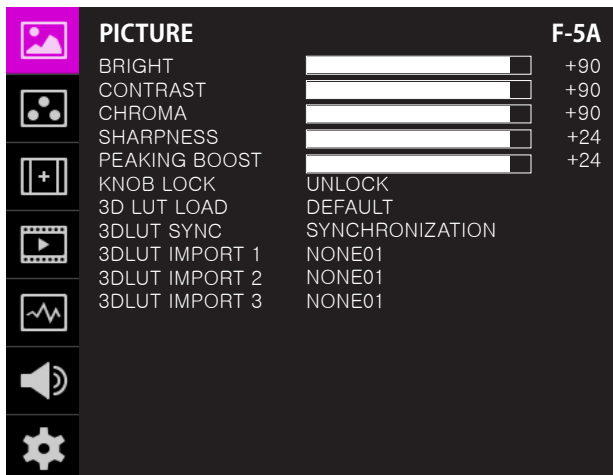 PICTURE F-5A
BRIGHT +90
CONTRAST +90
CHROMA +90
SHARPNESS +24
PEAKING BOOST +24
KNOB LOCK UNLOCK
3D LUT LOAD DEFAULT
3DLUT SYNC SYNCHRONIZATION
3DLUT IMPORT 1 NONE01
3DLUT IMPORT 2 NONE01
3DLUT IMPORT 3 NONE01